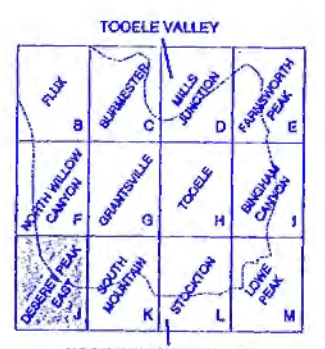 TOOELE VALLEY
FLUX
B
BURMESTER
C
MILLS
JUNCTION
D
FARNSWORTH
PEAK
E
NORTH WILLOW
CANYON
F
GRANTSVILLE
G
TOOELE
H
BINGHAM
CANYON
I
DESERET PEAK
EAST
J
SOUTH
MOUNTAIN
K
STOCKTON
L
LOWE
PEAK
M